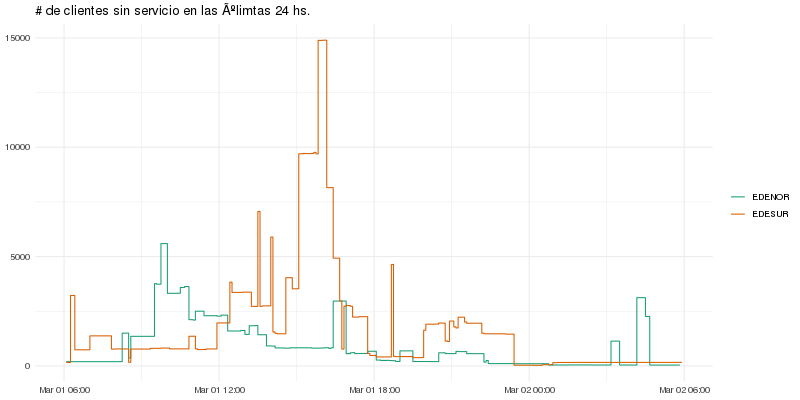 # de clientes sin servicio en las Ãºlimtas 24 hs.
15000
10000
5000
0
Mar 01 06:00
Mar 01 12:00
Mar 01 18:00
Mar 02 00:00
Mar 02 06:00
EDENOR
EDESUR